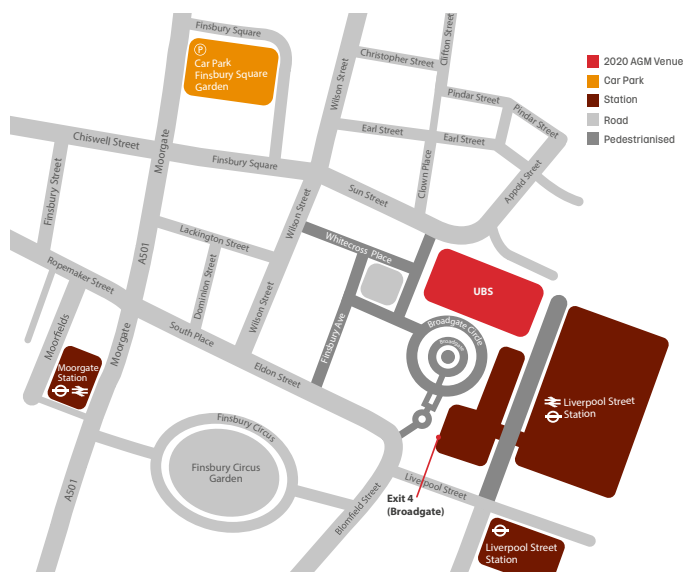 Finsbury Square
P
Car Park
Finsbury Square
Garden
Wilson Street
Christopher Street
Clifton Street
2020 AGM Venue
Car Park
Station
Road
Pedestrianised
Pindar Street
Pindar Street
Chiswell Street
Moorgate
Finsbury Square
Earl Street
Earl Street
Finsbury Street
Sun Street
Clown Place
Appold Street
A501
Lackington Street
Wilson Street
Whitecross Place
Ropemaker Street
Dominion Street
Wilson Street
UBS
Moorfields
Moorgate
South Place
Finsbury Ave
Broadgate Circle
Broadgate
Eldon Street
Moorgate
Station
Liverpool Street
Station
Finsbury Circus
Finsbury Circus
Garden
A501
Blomfield Street
Liverpool Street
Exit 4
(Broadgate)
Liverpool Street
Station